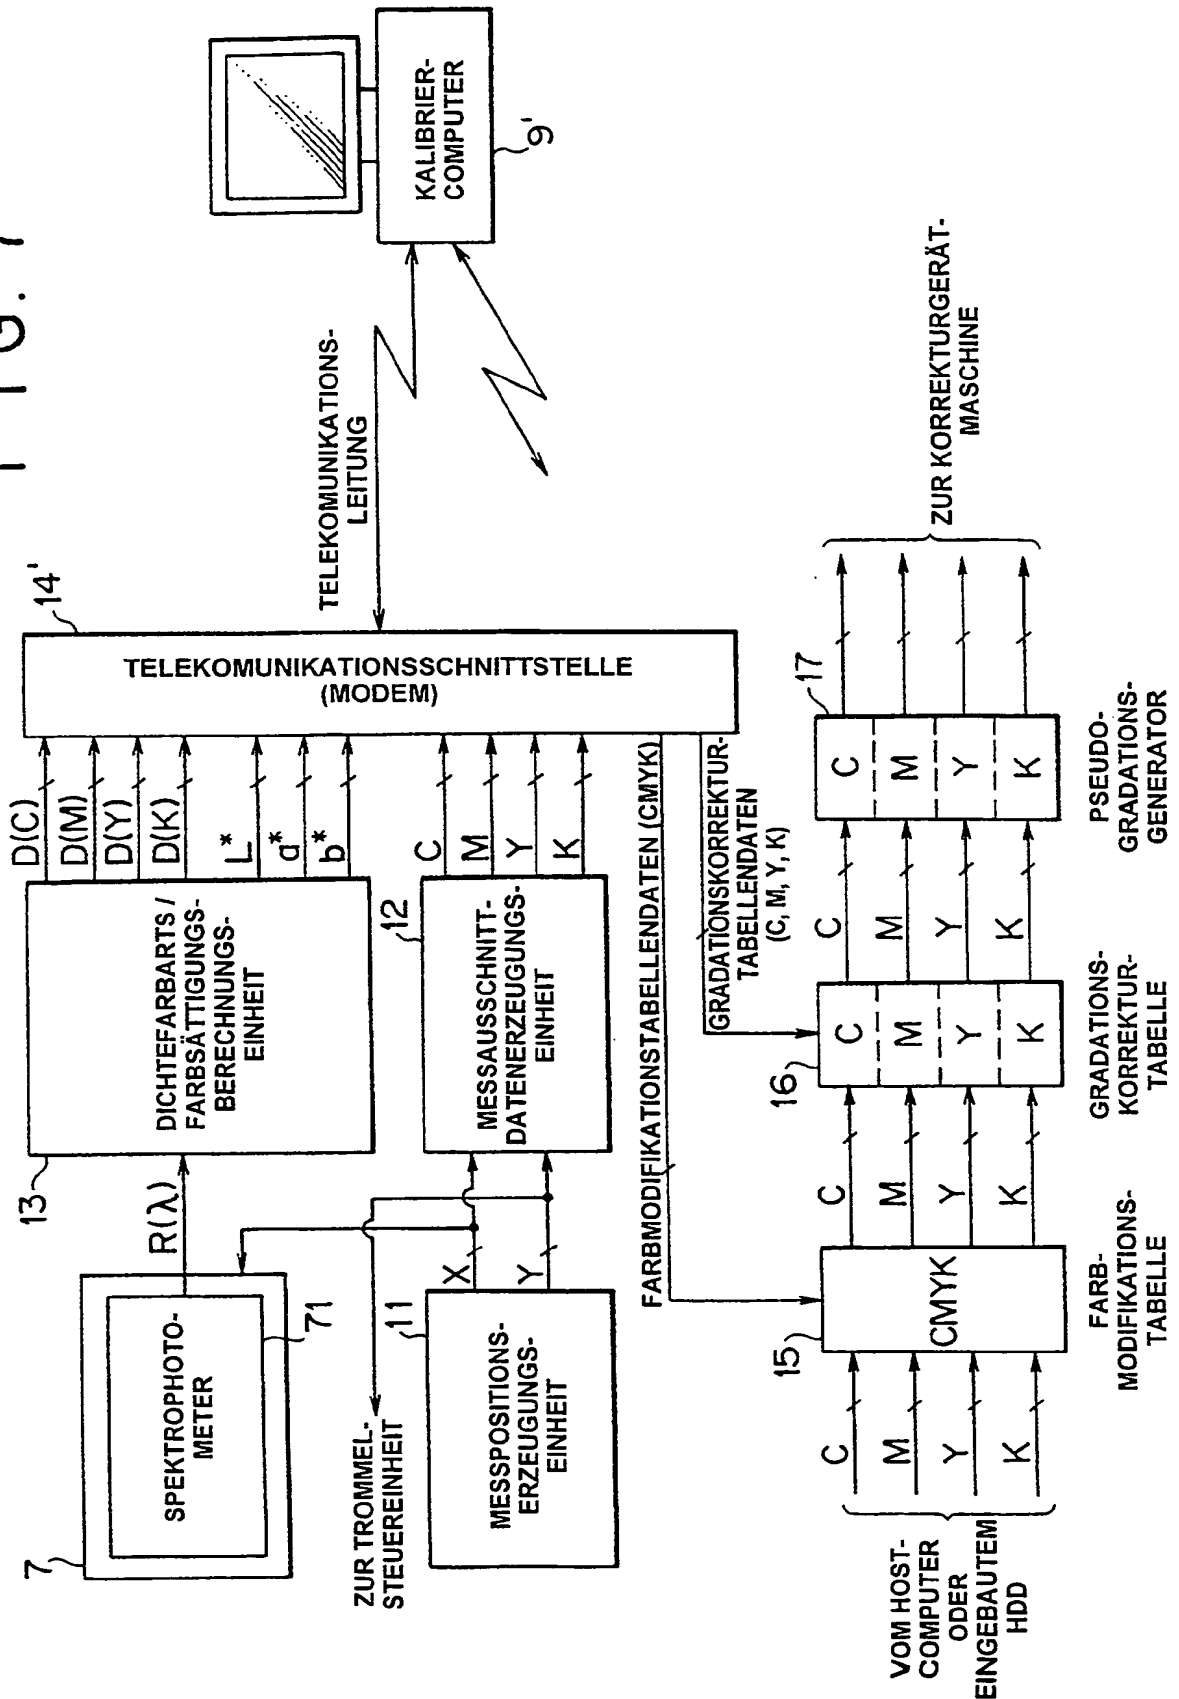 FIG. 7
7
SPEKTROPHOTO-
METER
71
R(λ)
13
DICHTEFARBARTS /
FARBSÄTTIGUNGS-
BERECHNUNGS-
EINHEIT
D(C)
D(M)
D(Y)
D(K)
L*
a*
b*
14'
TELEKOMUNIKATIONSSCHNITTSTELLE
(MODEM)
TELEKOMUNIKATIONS-
LEITUNG
KALIBRIER-
COMPUTER
9'
ZUR TROMMEL-
STEUEREINHEIT
11
MESSPOSITIONS-
ERZEUGUNGS-
EINHEIT
X
Y
12
MESSAUSSCHNITT-
DATENERZEUGUNGS-
EINHEIT
C
M
Y
K
FARBMODIFIKATIONSTABELLENDATEN (CMYK)
GRADATIONSKORREKTUR-
TABELLENDATEN
(C, M, Y, K)
VOM HOST-
COMPUTER
ODER
EINGEBAUTEM
HDD
C
M
Y
K
15
CMYK
FARB-
MODIFIKATIONS-
TABELLE
C
M
Y
K
16
C
M
Y
K
GRADATIONS-
KORREKTUR-
TABELLE
C
M
Y
K
17
C
M
Y
K
PSEUDO-
GRADATIONS-
GENERATOR
ZUR KORREKTURGERÄT-
MASCHINE